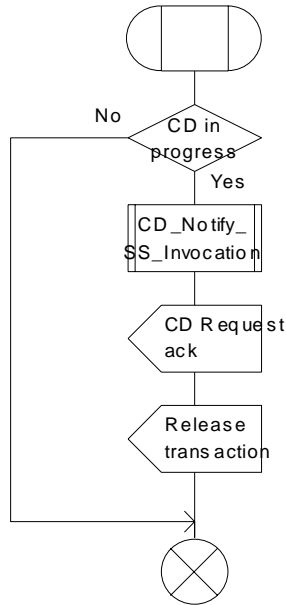 No
CD in
progress
Yes
CD_Notify_
SS_Invocation
CD Request
ack
Release
transaction